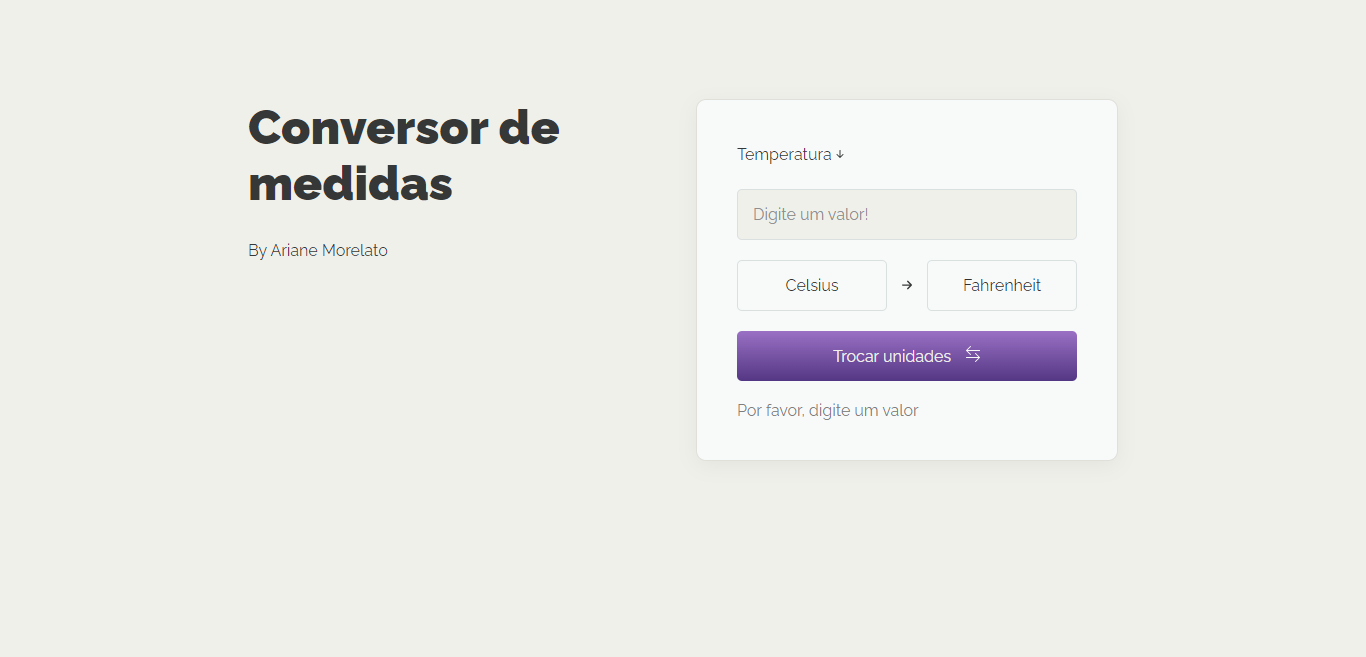 Conversor de
medidas
By Ariane Morelato
Temperatura ↓
Digite um valor!
Celsius → Fahrenheit
Trocar unidades ⇆
Por favor, digite um valor